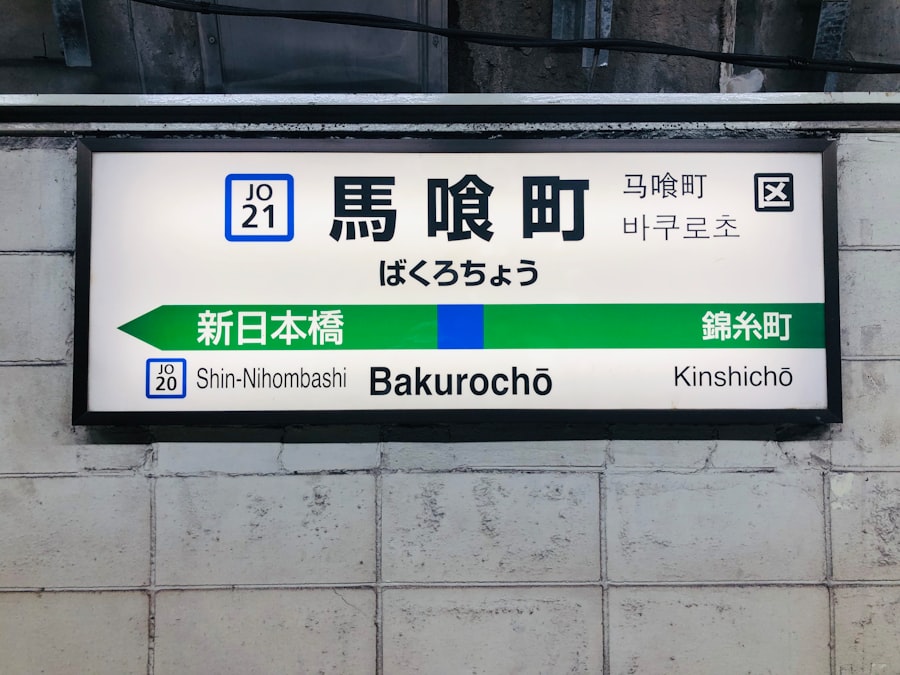 JO
21
馬喰町
马喰町
바쿠로초
区
ばくろちょう
新日本橋
錦糸町
JO
20
Shin-Nihombashi
Bakurochō
Kinshichō